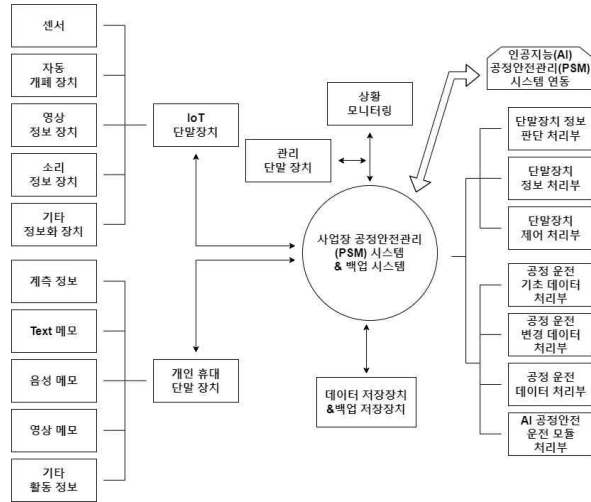 센서
자동
개폐 장치
영상
정보 장치
소리
정보 장치
기타
정보화 장치
IoT
단말장치
계측 정보
Text 메모
음성 메모
영상 메모
기타
활동 정보
개인 휴대
단말 장치
상황
모니터링
관리
단말 장치
사업장 공정안전관리
(PSM) 시스템
& 백업 시스템
데이터 저장장치
&백업 저장장치
인공지능(AI)
공정안전관리(PSM)
시스템 연동
단말장치 정보
판단 처리부
단말장치
정보 처리부
단말장치
제어 처리부
공정 운전
기초 데이터
처리부
공정 운전
변경 데이터
처리부
공정 운전
데이터 처리부
AI 공정안전
운전 모듈
처리부